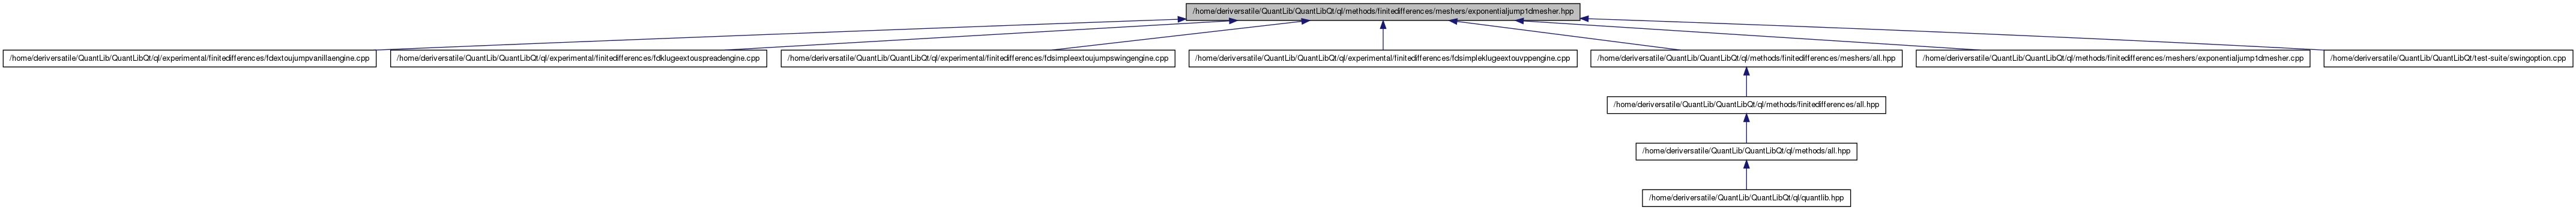 /home/deriversatile/QuantLib/QuantLibQt/ql/methods/finitedifferences/meshers/exponentialjump1dmesher.hpp
/home/deriversatile/QuantLib/QuantLibQt/ql/experimental/finitedifferences/fdextoujumpvanillaengine.cpp
/home/deriversatile/QuantLib/QuantLibQt/ql/experimental/finitedifferences/fdklugeextouspreadengine.cpp
/home/deriversatile/QuantLib/QuantLibQt/ql/experimental/finitedifferences/fdsimpleextoujumpswingengine.cpp
/home/deriversatile/QuantLib/QuantLibQt/ql/experimental/finitedifferences/fdsimpleklugeextouvppengine.cpp
/home/deriversatile/QuantLib/QuantLibQt/ql/methods/finitedifferences/meshers/all.hpp
/home/deriversatile/QuantLib/QuantLibQt/ql/methods/finitedifferences/meshers/exponentialjump1dmesher.cpp
/home/deriversatile/QuantLib/QuantLibQt/test-suite/swingoption.cpp
/home/deriversatile/QuantLib/QuantLibQt/ql/methods/finitedifferences/all.hpp
/home/deriversatile/QuantLib/QuantLibQt/ql/methods/all.hpp
/home/deriversatile/QuantLib/QuantLibQt/ql/quantlib.hpp